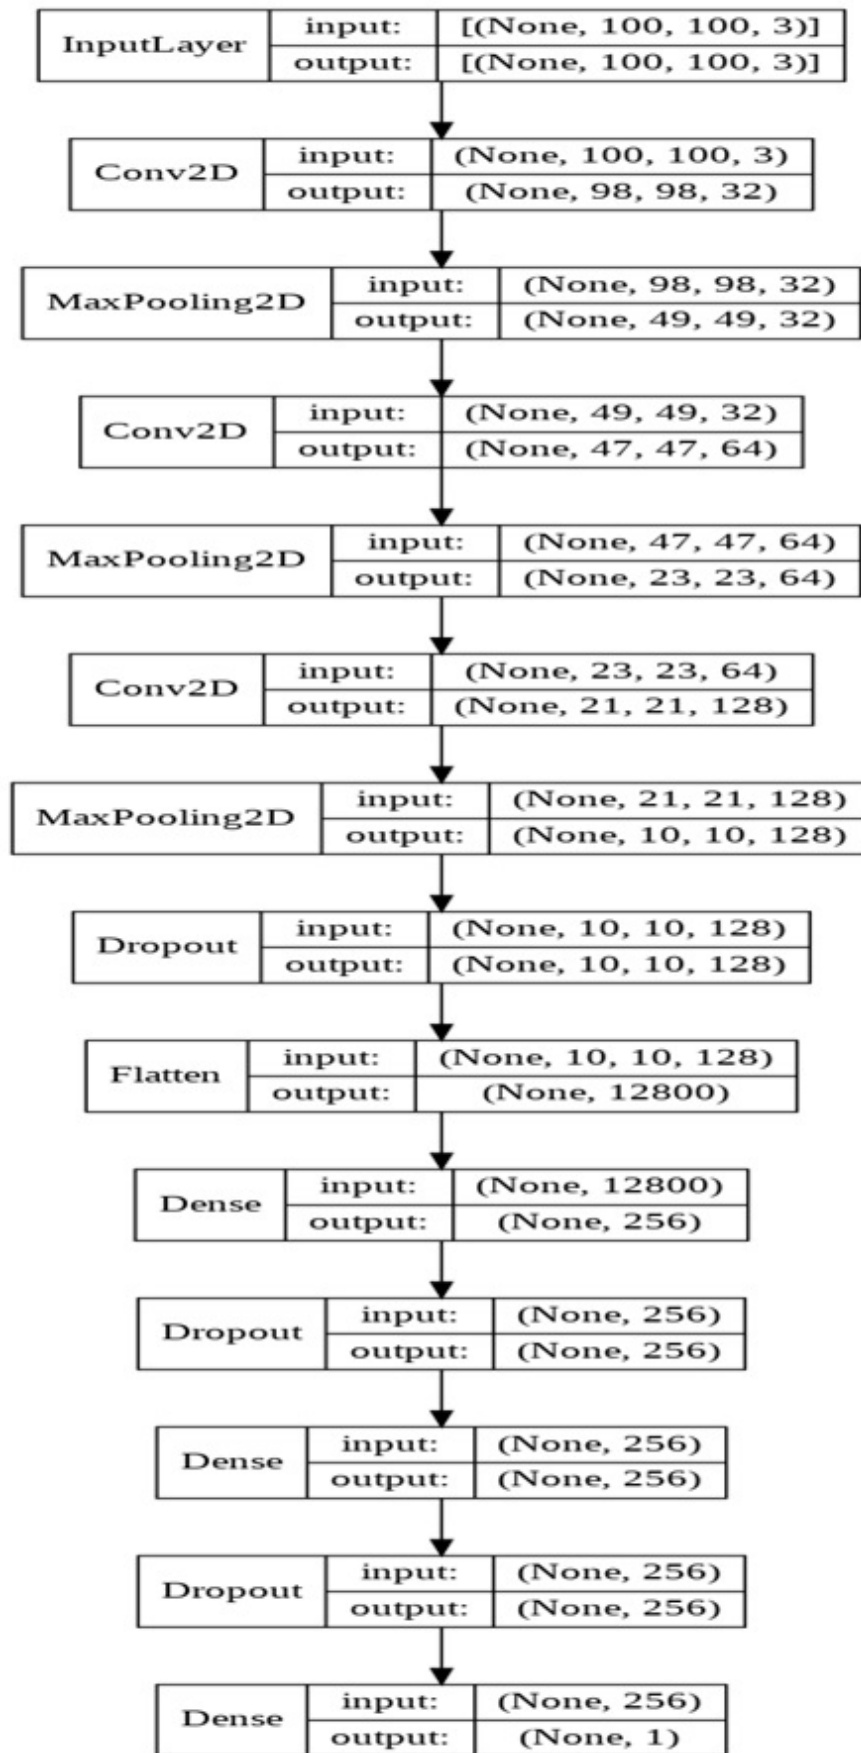 InputLayer
input: [(None, 100, 100, 3)]
output: [(None, 100, 100, 3)]
Conv2D
input: (None, 100, 100, 3)
output: (None, 98, 98, 32)
MaxPooling2D
input: (None, 98, 98, 32)
output: (None, 49, 49, 32)
Conv2D
input: (None, 49, 49, 32)
output: (None, 47, 47, 64)
MaxPooling2D
input: (None, 47, 47, 64)
output: (None, 23, 23, 64)
Conv2D
input: (None, 23, 23, 64)
output: (None, 21, 21, 128)
MaxPooling2D
input: (None, 21, 21, 128)
output: (None, 10, 10, 128)
Dropout
input: (None, 10, 10, 128)
output: (None, 10, 10, 128)
Flatten
input: (None, 10, 10, 128)
output: (None, 12800)
Dense
input: (None, 12800)
output: (None, 256)
Dropout
input: (None, 256)
output: (None, 256)
Dense
input: (None, 256)
output: (None, 256)
Dropout
input: (None, 256)
output: (None, 256)
Dense
input: (None, 256)
output: (None, 1)